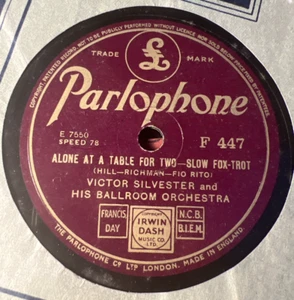 TRADE MARK
Parlophone
E 7550
SPEED 78
F 447
ALONE AT A TABLE FOR TWO—SLOW FOX-TROT
(HILL—RICHMAN—FIO RITO)
VICTOR SILVESTER and
HIS BALLROOM ORCHESTRA
FRANCIS
DAY
COPYRIGHT
IRWIN
DASH
MUSIC CO.
LTD.
N.C.B.
B.I.E.M.
THE PARLOPHONE CO LTD LONDON. MADE IN ENGLAND.